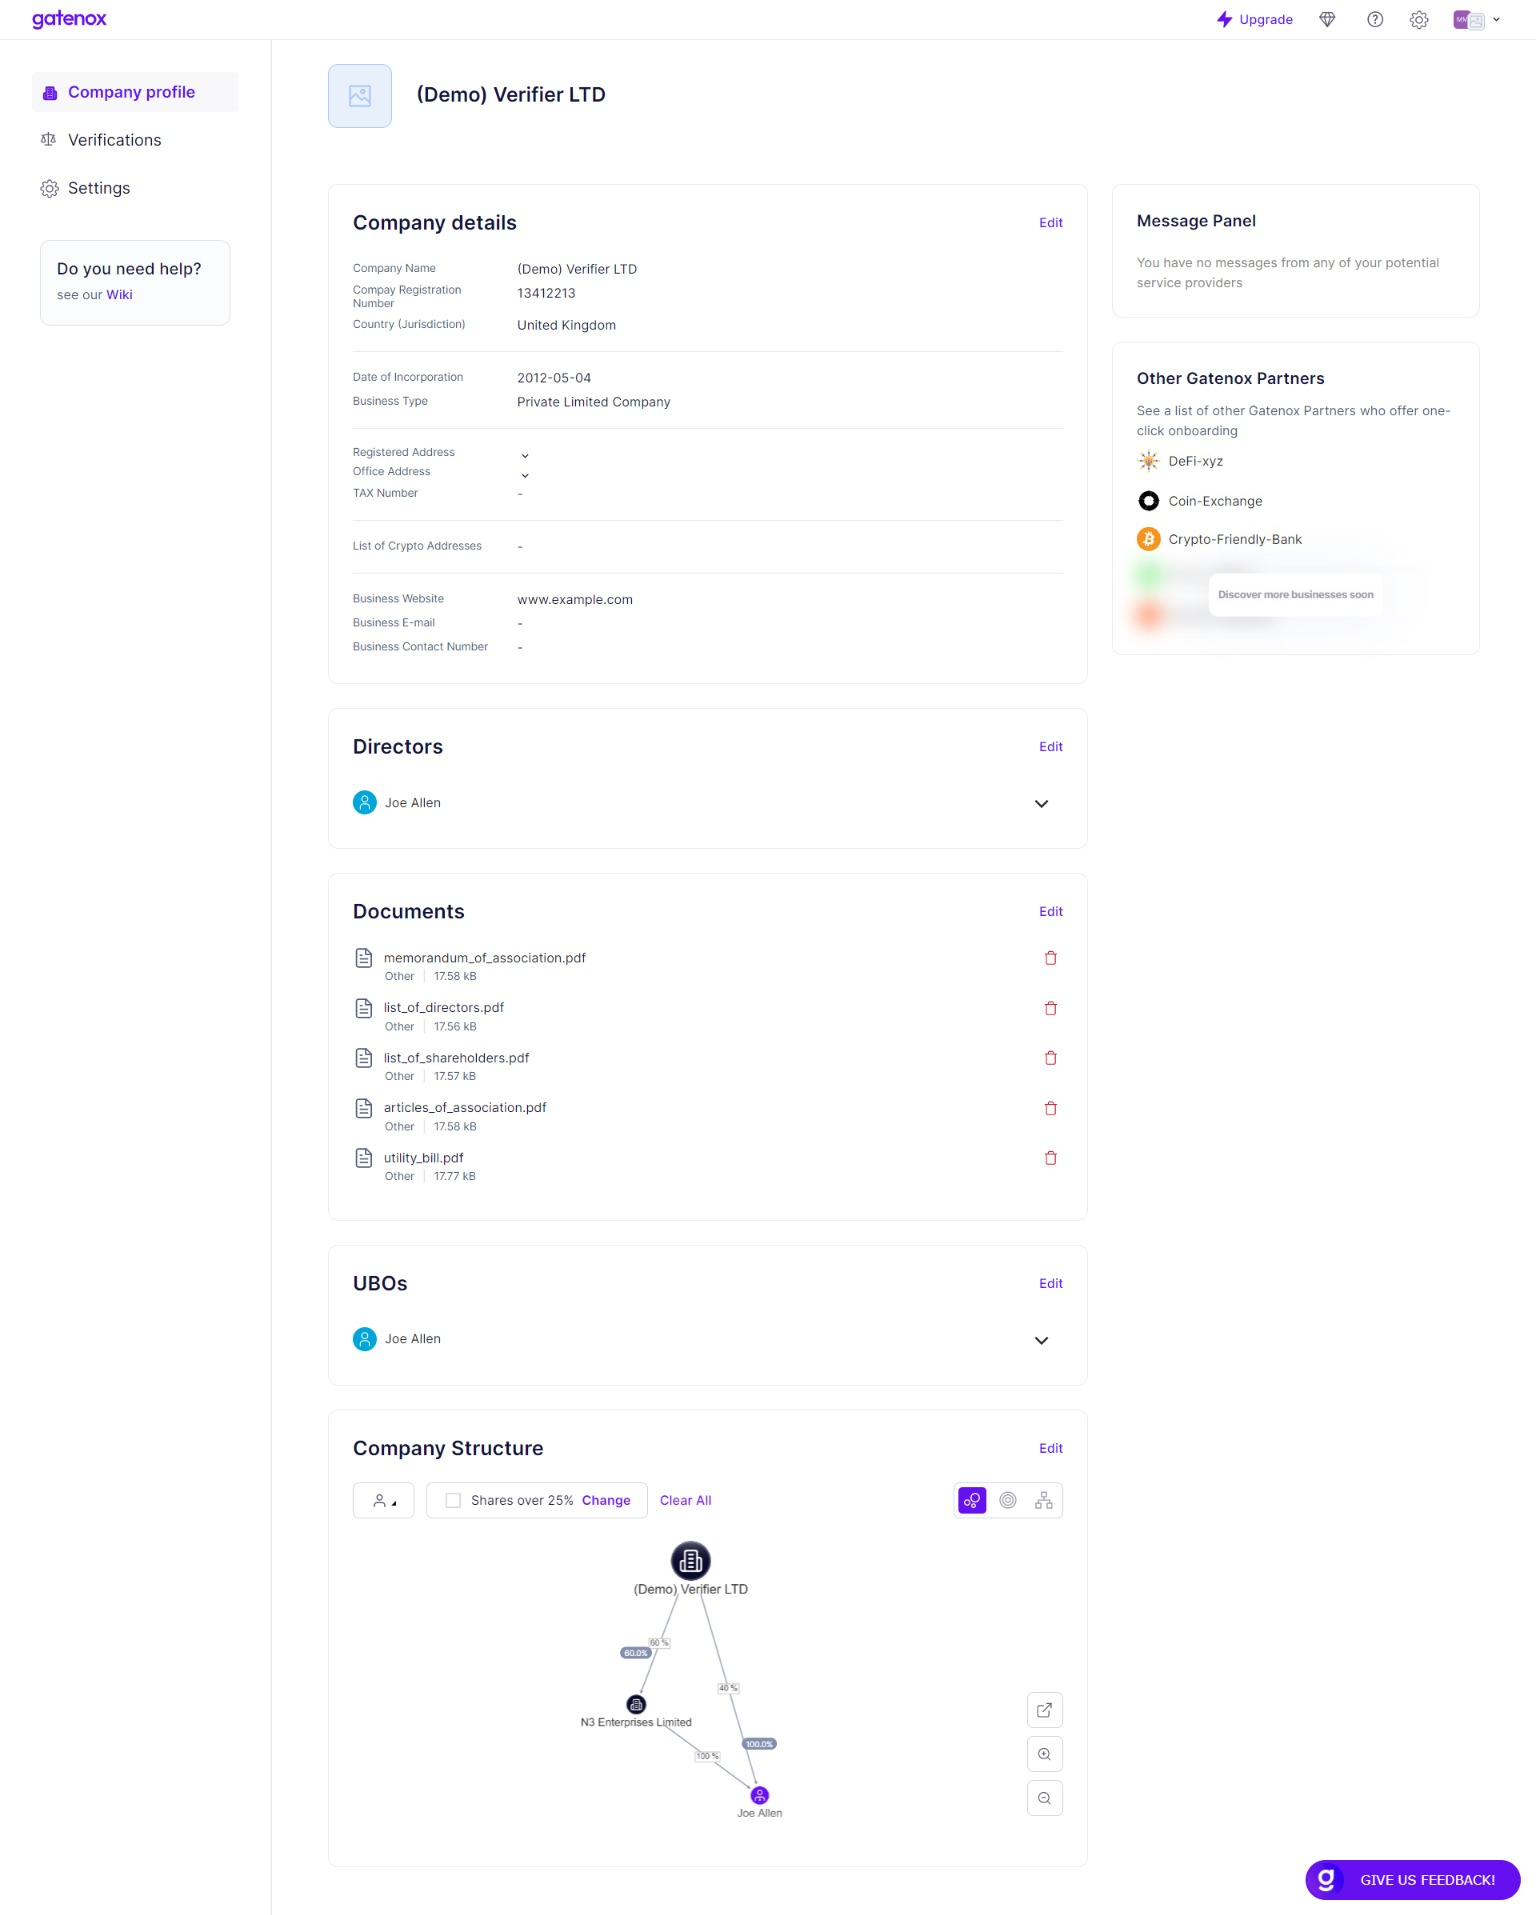 gatenox
Upgrade
Company profile
Verifications
Settings
Do you need help?
see our Wiki
(Demo) Verifier LTD
Company details
Edit
Company Name
(Demo) Verifier LTD
Compay Registration
Number
13412213
Country (Jurisdiction)
United Kingdom
Date of Incorporation
2012-05-04
Business Type
Private Limited Company
Registered Address
Office Address
TAX Number
-
List of Crypto Addresses
-
Business Website
www.example.com
Business E-mail
-
Business Contact Number
-
Message Panel
You have no messages from any of your potential
service providers
Other Gatenox Partners
See a list of other Gatenox Partners who offer one-
click onboarding
DeFi-xyz
Coin-Exchange
Crypto-Friendly-Bank
Discover more businesses soon
Directors
Edit
Joe Allen
Documents
Edit
memorandum_of_association.pdf
Other | 17.58 kB
list_of_directors.pdf
Other | 17.56 kB
list_of_shareholders.pdf
Other | 17.57 kB
articles_of_association.pdf
Other | 17.58 kB
utility_bill.pdf
Other | 17.77 kB
UBOs
Edit
Joe Allen
Company Structure
Edit
Shares over 25% Change
Clear All
(Demo) Verifier LTD
60 %
60.0%
40 %
N3 Enterprises Limited
100.0%
100 %
Joe Allen
g GIVE US FEEDBACK!